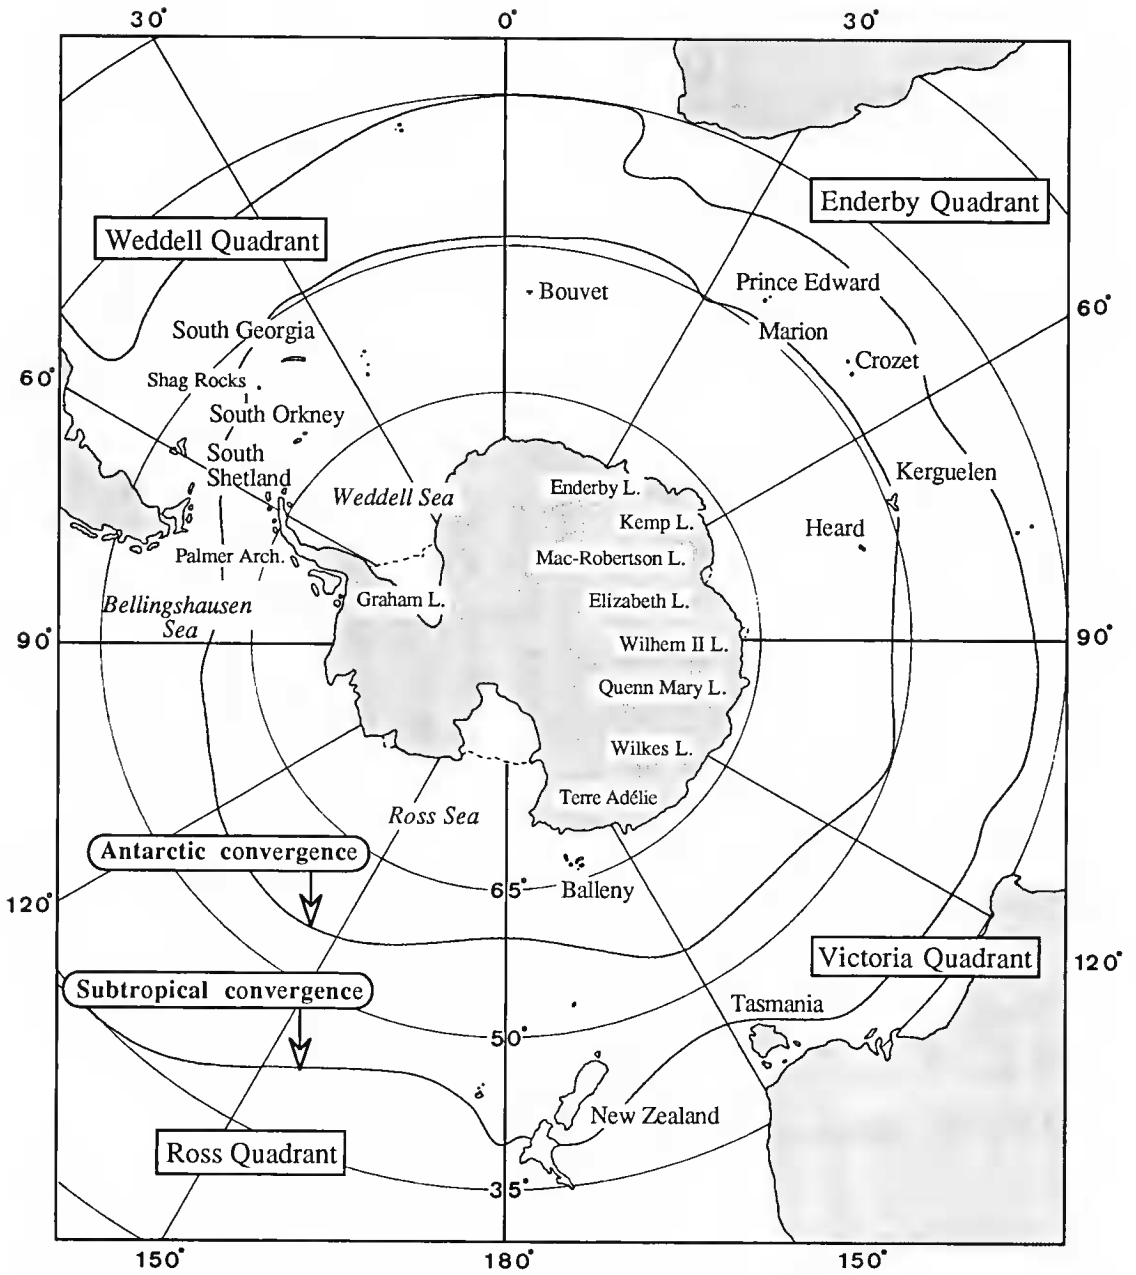 30°
0°
30°
Enderby Quadrant
Weddell Quadrant
Prince Edward
Bouvet
60°
South Georgia
Marion
Crozet
60°
Shag Rocks
South Orkney
South
Shetland
Kerguelen
Weddell Sea
Enderby L.
Kemp L.
Heard
Palmer Arch.
Mac-Robertson L.
Graham L.
Elizabeth L.
Bellingshausen
Sea
90°
Wilhem II L.
90°
Quenn Mary L.
Wilkes L.
Terre Adélie
Ross Sea
Antarctic convergence
65°
Balleny
120°
Victoria Quadrant
120°
Subtropical convergence
Tasmania
50°
New Zealand
Ross Quadrant
35°
150°
180°
150°